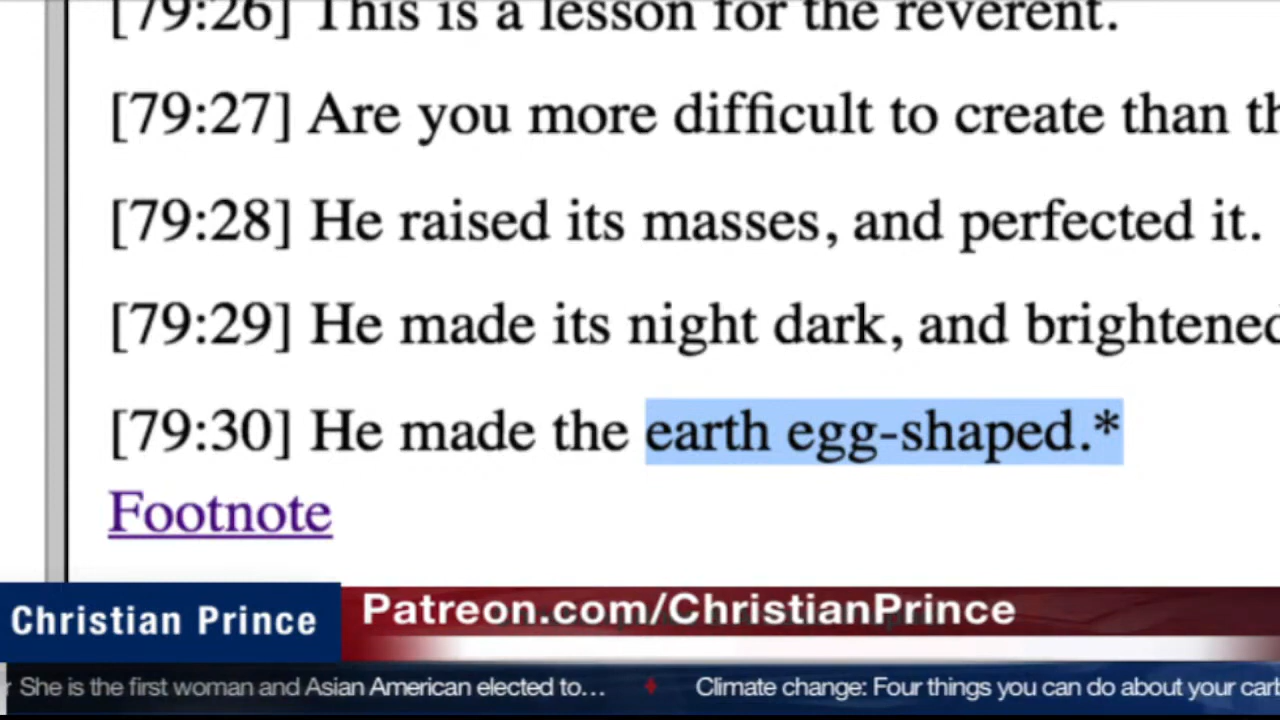 [79:26] This is a lesson for the reverent.
[79:27] Are you more difficult to create than th
[79:28] He raised its masses, and perfected it.
[79:29] He made its night dark, and brightened
[79:30] He made the earth egg-shaped.*
Footnote
Christian Prince
Patreon.com/ChristianPrince
She is the first woman and Asian American elected to…
Climate change: Four things you can do about your carb